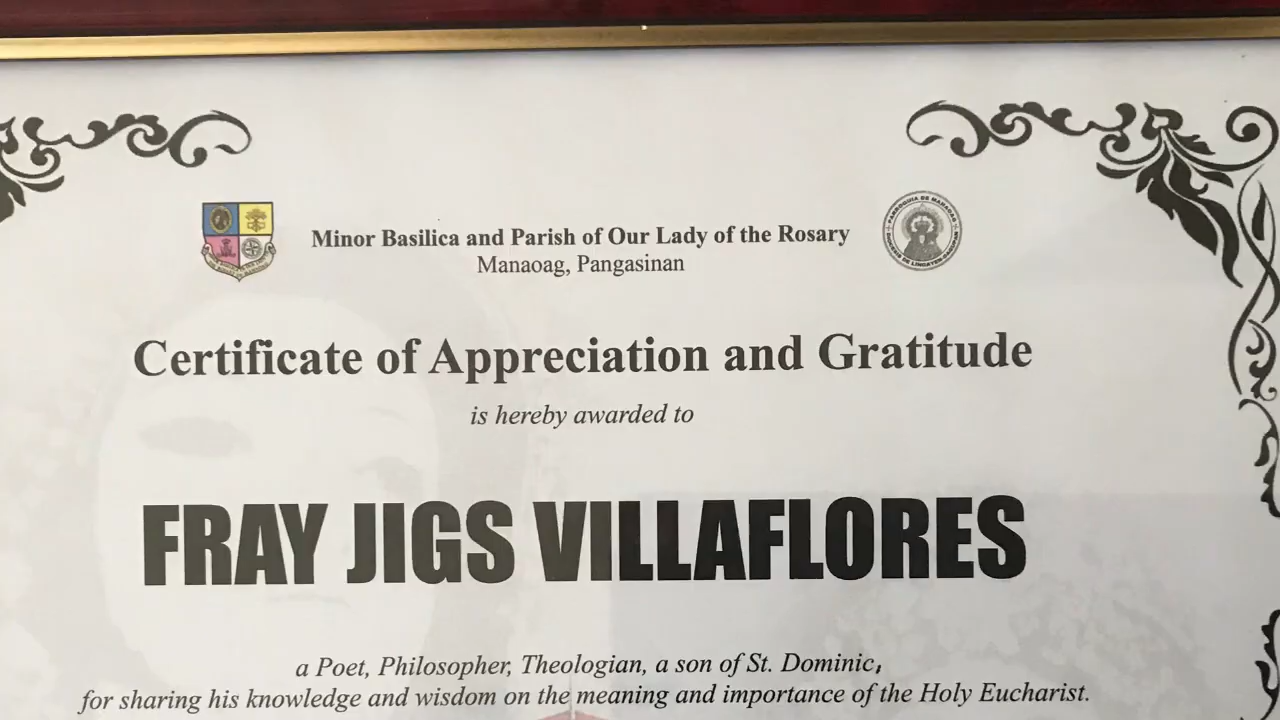 Minor Basilica and Parish of Our Lady of the Rosary
Manaoag, Pangasinan
Certificate of Appreciation and Gratitude
is hereby awarded to
FRAY JIGS VILLAFLORES
a Poet, Philosopher, Theologian, a son of St. Dominic,
for sharing his knowledge and wisdom on the meaning and importance of the Holy Eucharist.